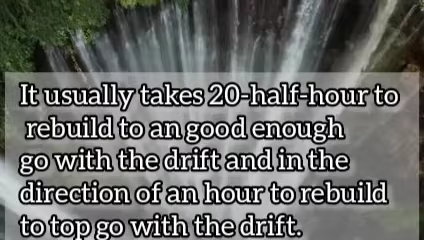 It usually takes 20-half-hour to
rebuild to an good enough
go with the drift and in the
direction of an hour to rebuild
to top go with the drift.